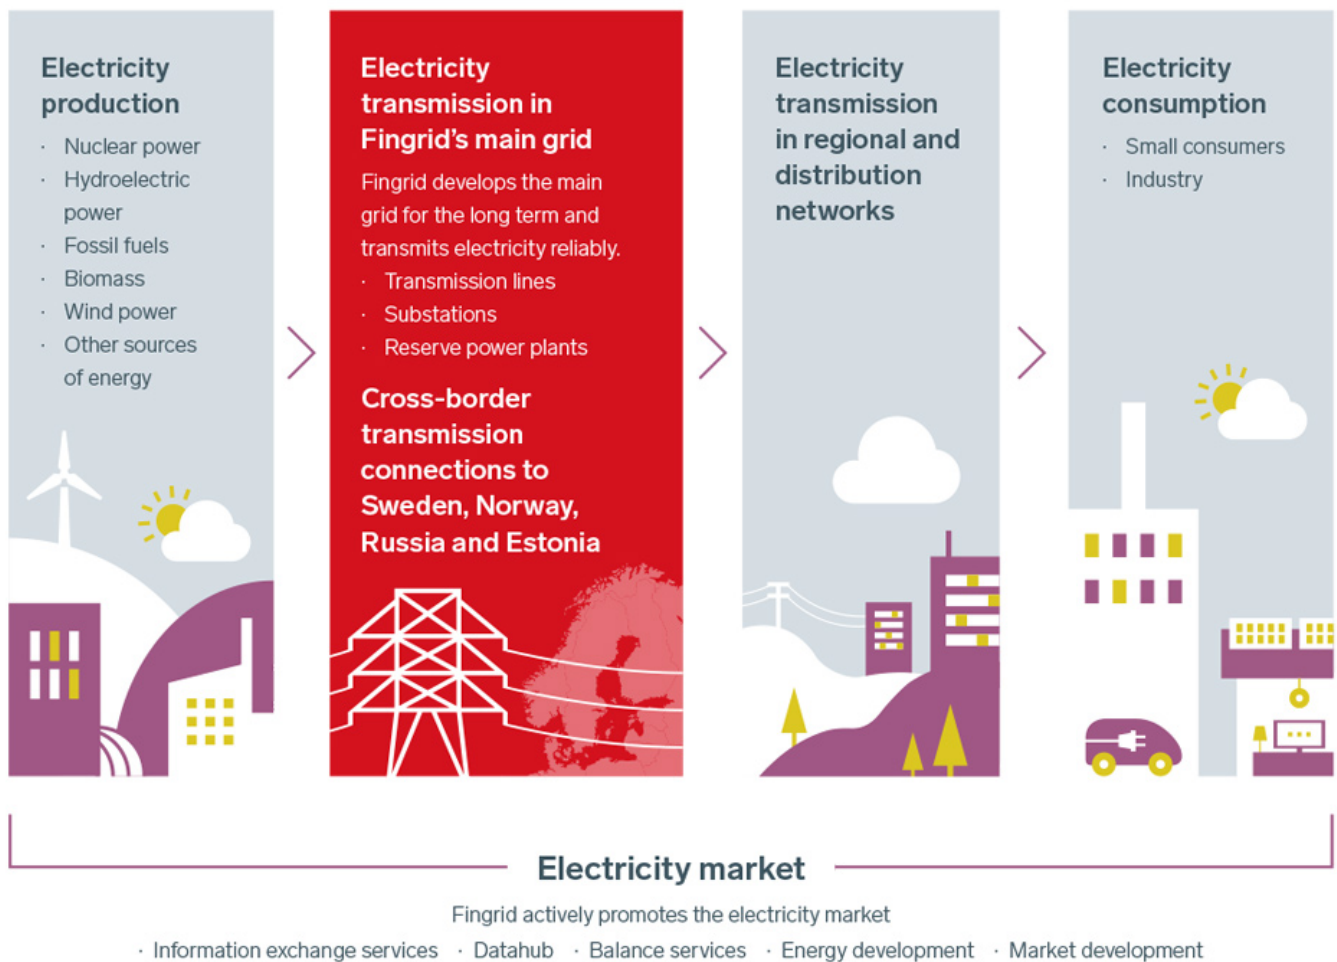 Electricity
production
· Nuclear power
· Hydroelectric
power
· Fossil fuels
· Biomass
· Wind power
· Other sources
of energy
Electricity
transmission in
Fingrid's main grid
Fingrid develops the main
grid for the long term and
transmits electricity reliably.
· Transmission lines
· Substations
· Reserve power plants
Cross-border
transmission
connections to
Sweden, Norway,
Russia and Estonia
Electricity
transmission
in regional and
distribution
networks
Electricity
consumption
· Small consumers
· Industry
Electricity market
Fingrid actively promotes the electricity market
· Information exchange services · Datahub · Balance services · Energy development · Market development